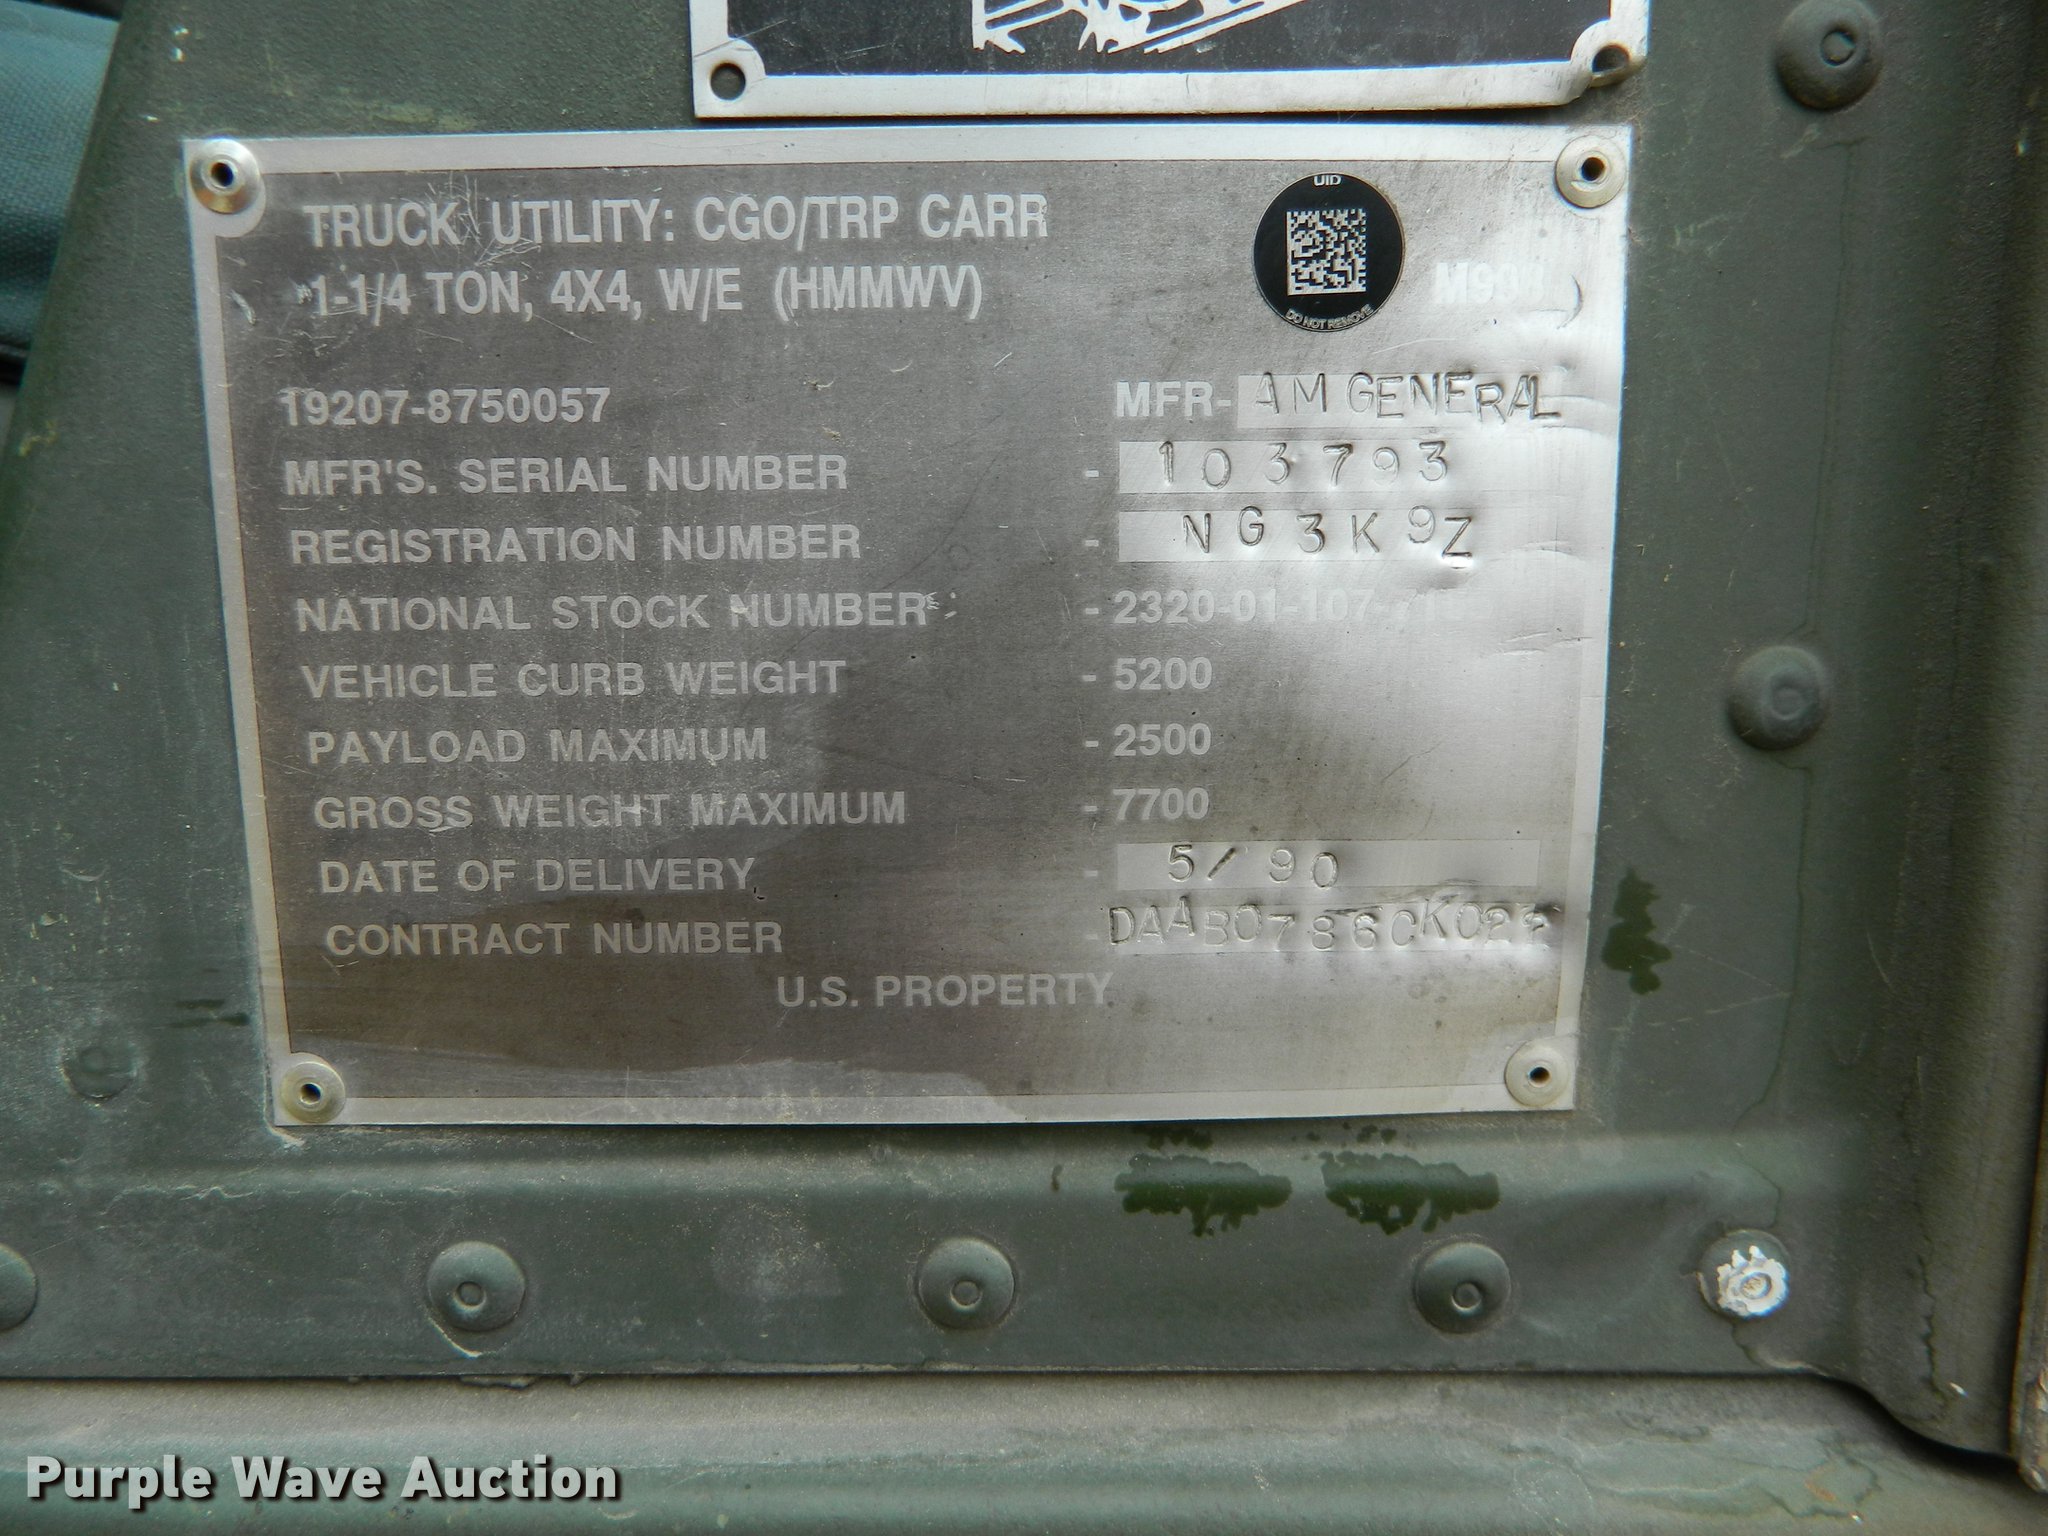 TRUCK UTILITY: CGO/TRP CARR
1-1/4 TON, 4X4, W/E (HMMWV)
UID
DO NOT REMOVE
19207-8750057 MFR- AM GENERAL
MFR'S. SERIAL NUMBER - 103793
REGISTRATION NUMBER - NG3K9Z
NATIONAL STOCK NUMBER -
VEHICLE CURB WEIGHT - 5200
PAYLOAD MAXIMUM - 2500
GROSS WEIGHT MAXIMUM - 7700
DATE OF DELIVERY - 5/90
CONTRACT NUMBER -
U.S. PROPERTY
Purple Wave Auction